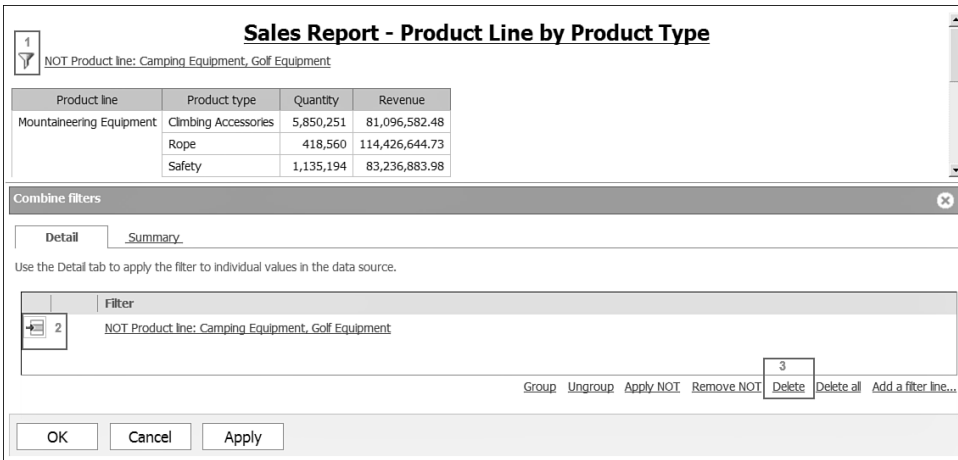 Sales Report - Product Line by Product Type
1
NOT Product line: Camping Equipment, Golf Equipment
Product line Product type Quantity Revenue
Mountaineering Equipment Climbing Accessories 5,850,251 81,096,582.48
Rope 418,560 114,426,644.73
Safety 1,135,194 83,236,883.98
Combine filters
Detail Summary
Use the Detail tab to apply the filter to individual values in the data source.
Filter
2 NOT Product line: Camping Equipment, Golf Equipment
3
Group Ungroup Apply NOT Remove NOT Delete Delete all Add a filter line...
OK Cancel Apply